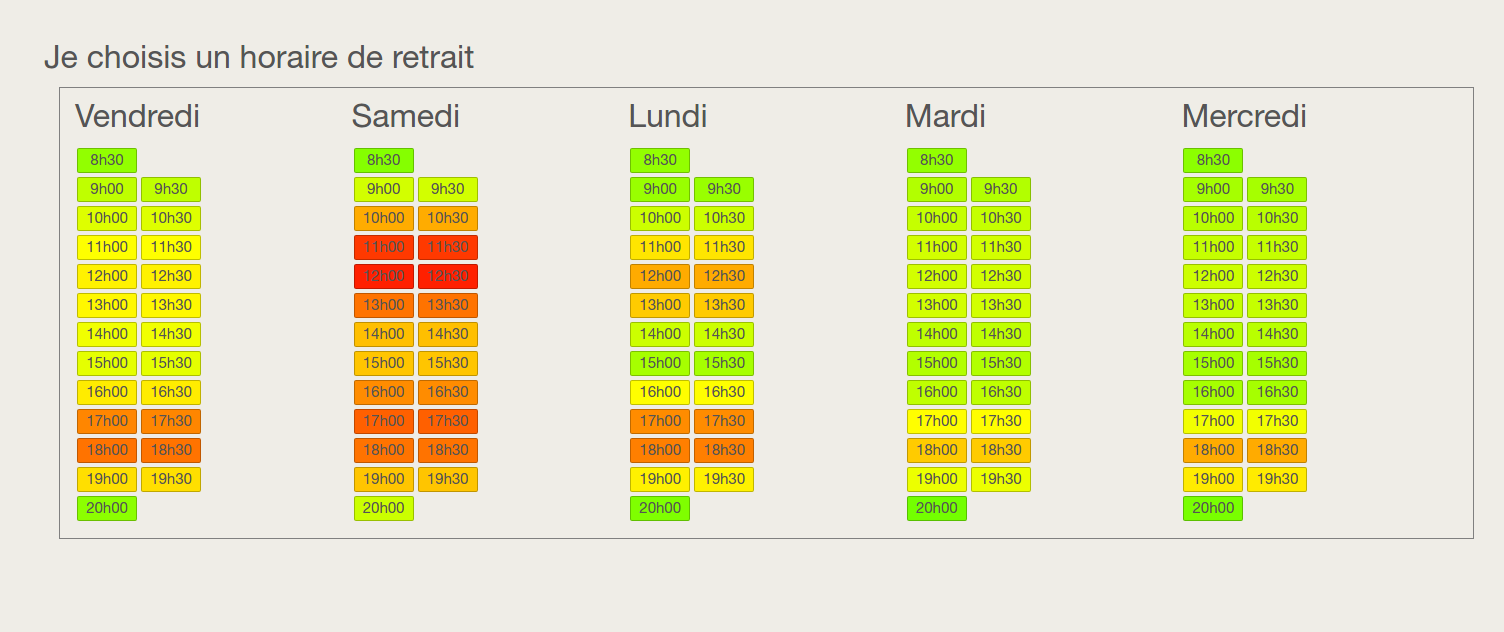 Je choisis un horaire de retrait
Vendredi Samedi Lundi Mardi Mercredi
8h30 8h30 8h30 8h30 8h30
9h00 9h30 9h00 9h30 9h00 9h30 9h00 9h30 9h00 9h30
10h00 10h30 10h00 10h30 10h00 10h30 10h00 10h30 10h00 10h30
11h00 11h30 11h00 11h30 11h00 11h30 11h00 11h30 11h00 11h30
12h00 12h30 12h00 12h30 12h00 12h30 12h00 12h30 12h00 12h30
13h00 13h30 13h00 13h30 13h00 13h30 13h00 13h30 13h00 13h30
14h00 14h30 14h00 14h30 14h00 14h30 14h00 14h30 14h00 14h30
15h00 15h30 15h00 15h30 15h00 15h30 15h00 15h30 15h00 15h30
16h00 16h30 16h00 16h30 16h00 16h30 16h00 16h30 16h00 16h30
17h00 17h30 17h00 17h30 17h00 17h30 17h00 17h30 17h00 17h30
18h00 18h30 18h00 18h30 18h00 18h30 18h00 18h30 18h00 18h30
19h00 19h30 19h00 19h30 19h00 19h30 19h00 19h30 19h00 19h30
20h00 20h00 20h00 20h00 20h00